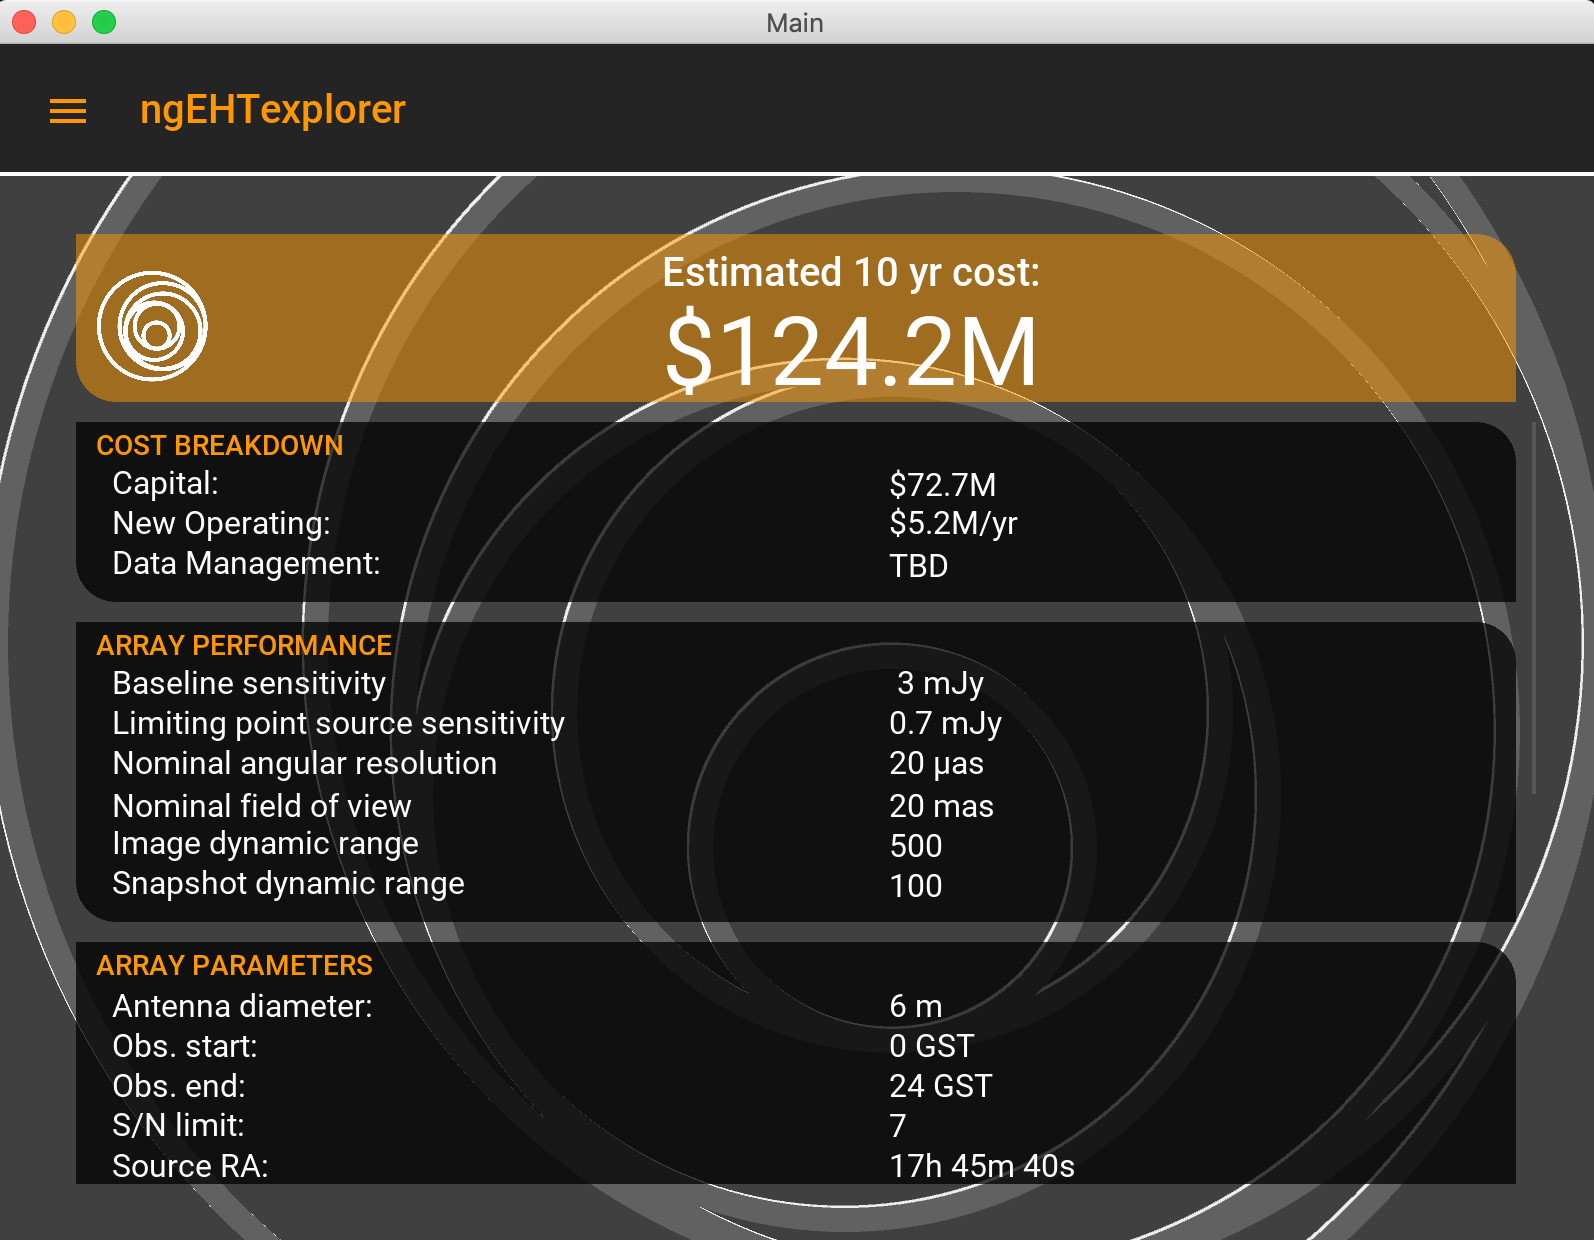 Main
ngEHTexplorer
Estimated 10 yr cost:
$124.2M
COST BREAKDOWN
Capital: $72.7M
New Operating: $5.2M/yr
Data Management: TBD
ARRAY PERFORMANCE
Baseline sensitivity 3 mJy
Limiting point source sensitivity 0.7 mJy
Nominal angular resolution 20 µas
Nominal field of view 20 mas
Image dynamic range 500
Snapshot dynamic range 100
ARRAY PARAMETERS
Antenna diameter: 6 m
Obs. start: 0 GST
Obs. end: 24 GST
S/N limit: 7
Source RA: 17h 45m 40s